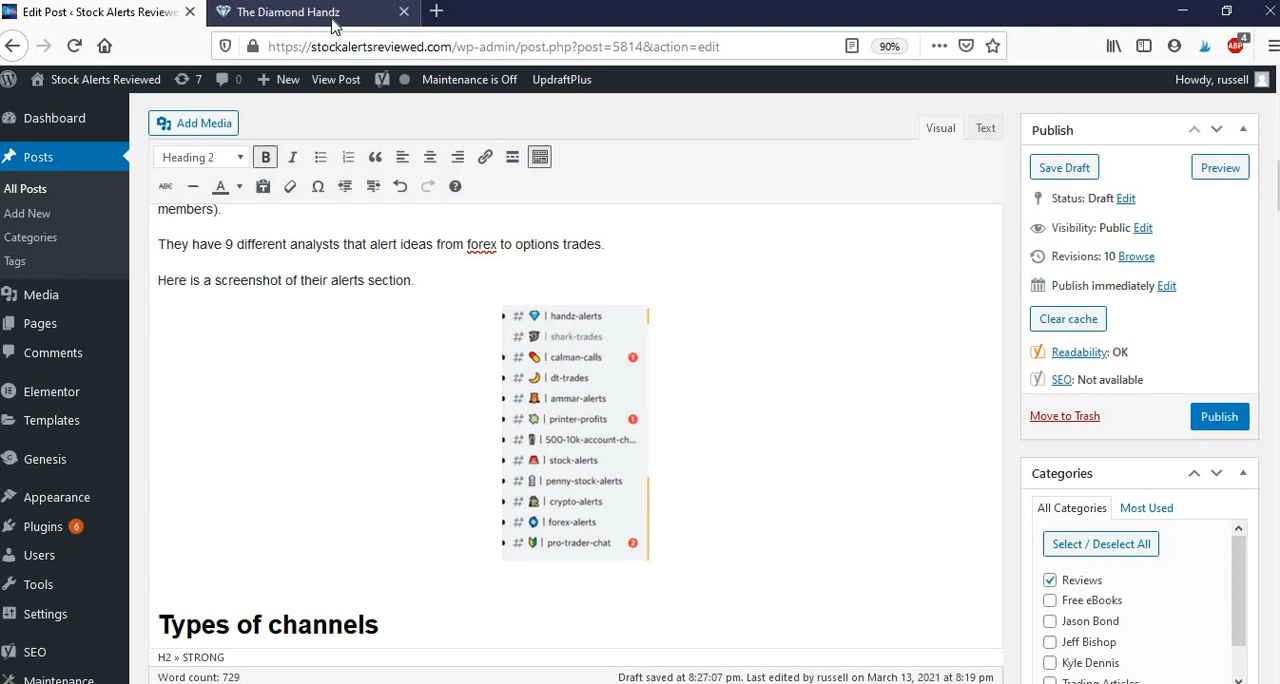 Edit Post ‹ Stock Alerts Reviewe
The Diamond Handz
https://stockalertsreviewed.com/wp-admin/post.php?post=5814&action=edit
90%
4
ABP
Stock Alerts Reviewed
7
0
New
View Post
Maintenance is Off
UpdraftPlus
Howdy, russell
Dashboard
Posts
All Posts
Add New
Categories
Tags
Media
Pages
Comments
Elementor
Templates
Genesis
Appearance
Plugins 6
Users
Tools
Settings
SEO
Maintenance
Add Media
Visual
Text
Heading 2
B
I
ABC
A
members).
They have 9 different analysts that alert ideas from forex to options trades.
Here is a screenshot of their alerts section.
# | handz-alerts
# | shark-trades
# | calman-calls 1
# | dt-trades
# | ammar-alerts
# | printer-profits 1
# | 500-10k-account-ch...
# | stock-alerts
# | penny-stock-alerts
# | crypto-alerts
# | forex-alerts
# | pro-trader-chat 2
Types of channels
H2 » STRONG
Word count: 729
Draft saved at 8:27:07 pm. Last edited by russell on March 13, 2021 at 8:19 pm
Publish
Save Draft
Preview
Status: Draft Edit
Visibility: Public Edit
Revisions: 10 Browse
Publish immediately Edit
Clear cache
Readability: OK
SEO: Not available
Move to Trash
Publish
Categories
All Categories
Most Used
Select / Deselect All
Reviews
Free eBooks
Jason Bond
Jeff Bishop
Kyle Dennis
Trading Articles